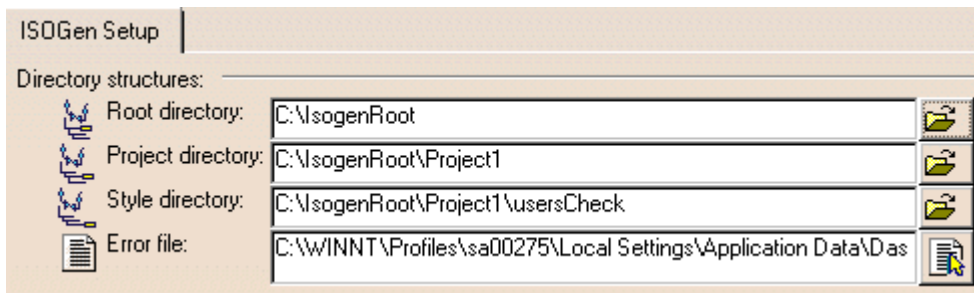 ISOGen Setup
Directory structures:
Root directory: C:\IsogenRoot
Project directory: C:\IsogenRoot\Project1
Style directory: C:\IsogenRoot\Project1\usersCheck
Error file: C:\WINNT\Profiles\sa00275\Local Settings\Application Data\Das